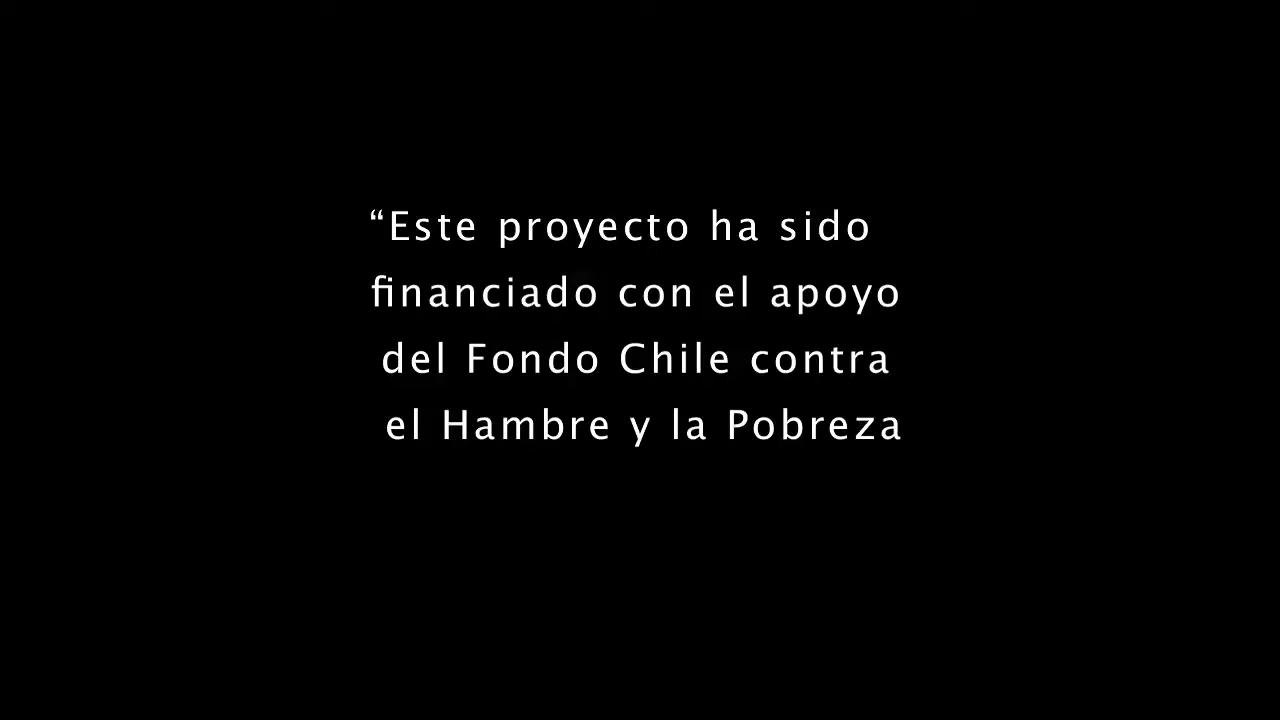 “Este proyecto ha sido
financiado con el apoyo
del Fondo Chile contra
el Hambre y la Pobreza